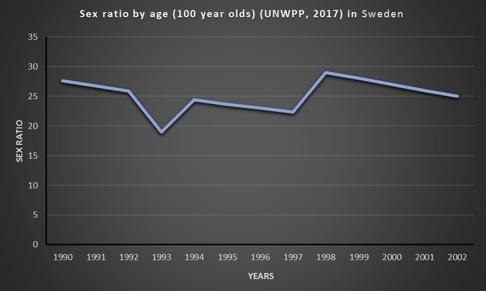 Sex ratio by age (100 year olds) (UNWPP, 2017) in Sweden
35
30
25
20
15
10
5
0
SEX RATIO
1990 1991 1992 1993 1994 1995 1996 1997 1998 1999 2000 2001 2002
YEARS